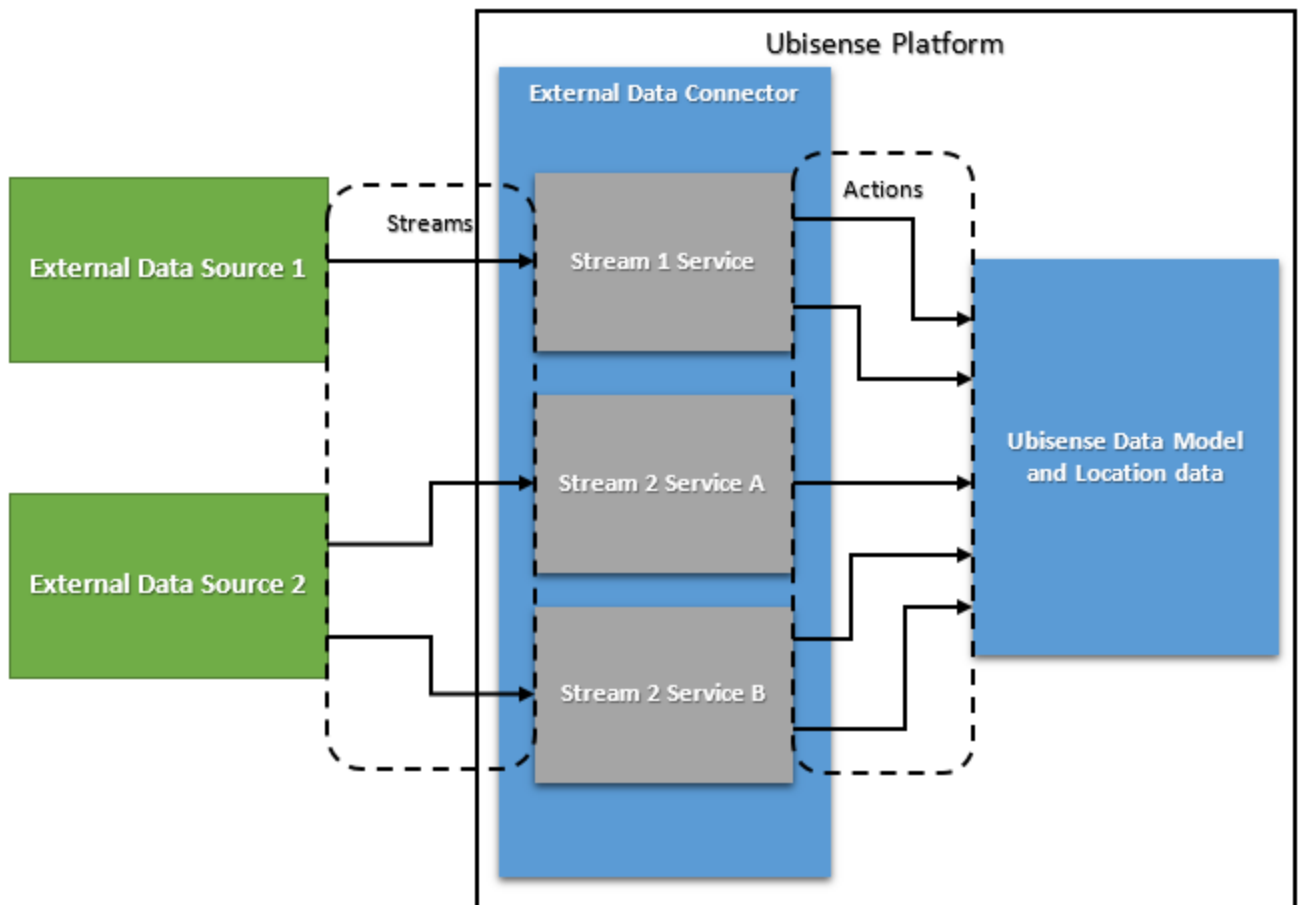 Ubisense Platform
External Data Connector
Actions
Streams
External Data Source 1
Stream 1 Service
Ubisense Data Model
and Location data
Stream 2 Service A
External Data Source 2
Stream 2 Service B